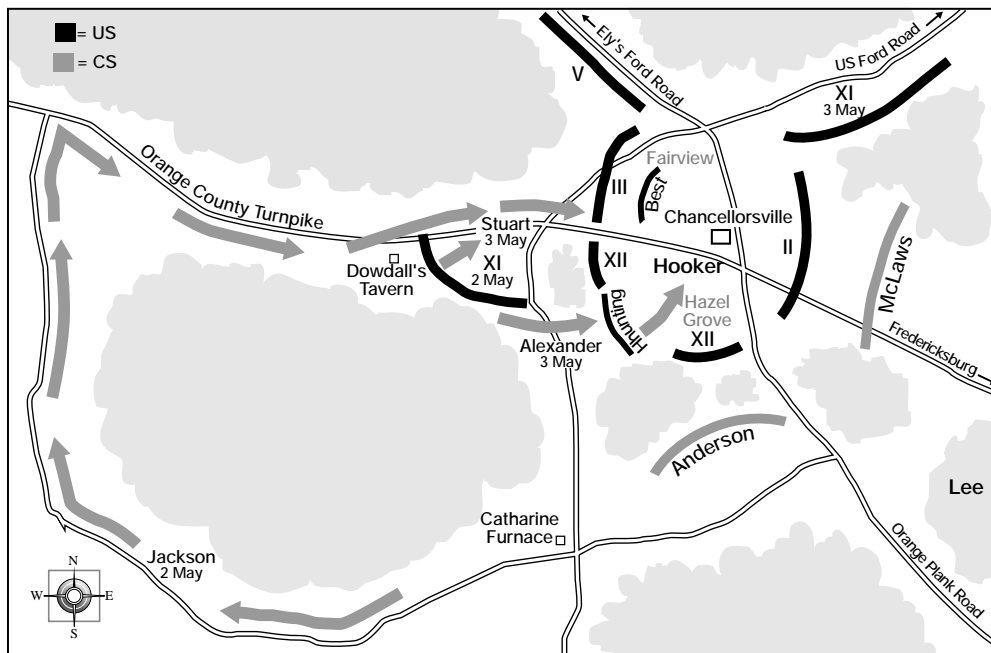 = US
= CS
Ely's Ford Road
US Ford Road
V
XI
3 May
Orange County Turnpike
III
Fairview
Best
Chancellorsville
Stuart
3 May
XI
2 May
Dowdall's
Tavern
XII
Hooker
II
McLaws
Hhunting
Hazel
Grove
XII
Alexander
3 May
Fredericksburg
Anderson
Lee
Catharine
Furnace
Orange Plank Road
Jackson
2 May
N
W
E
S